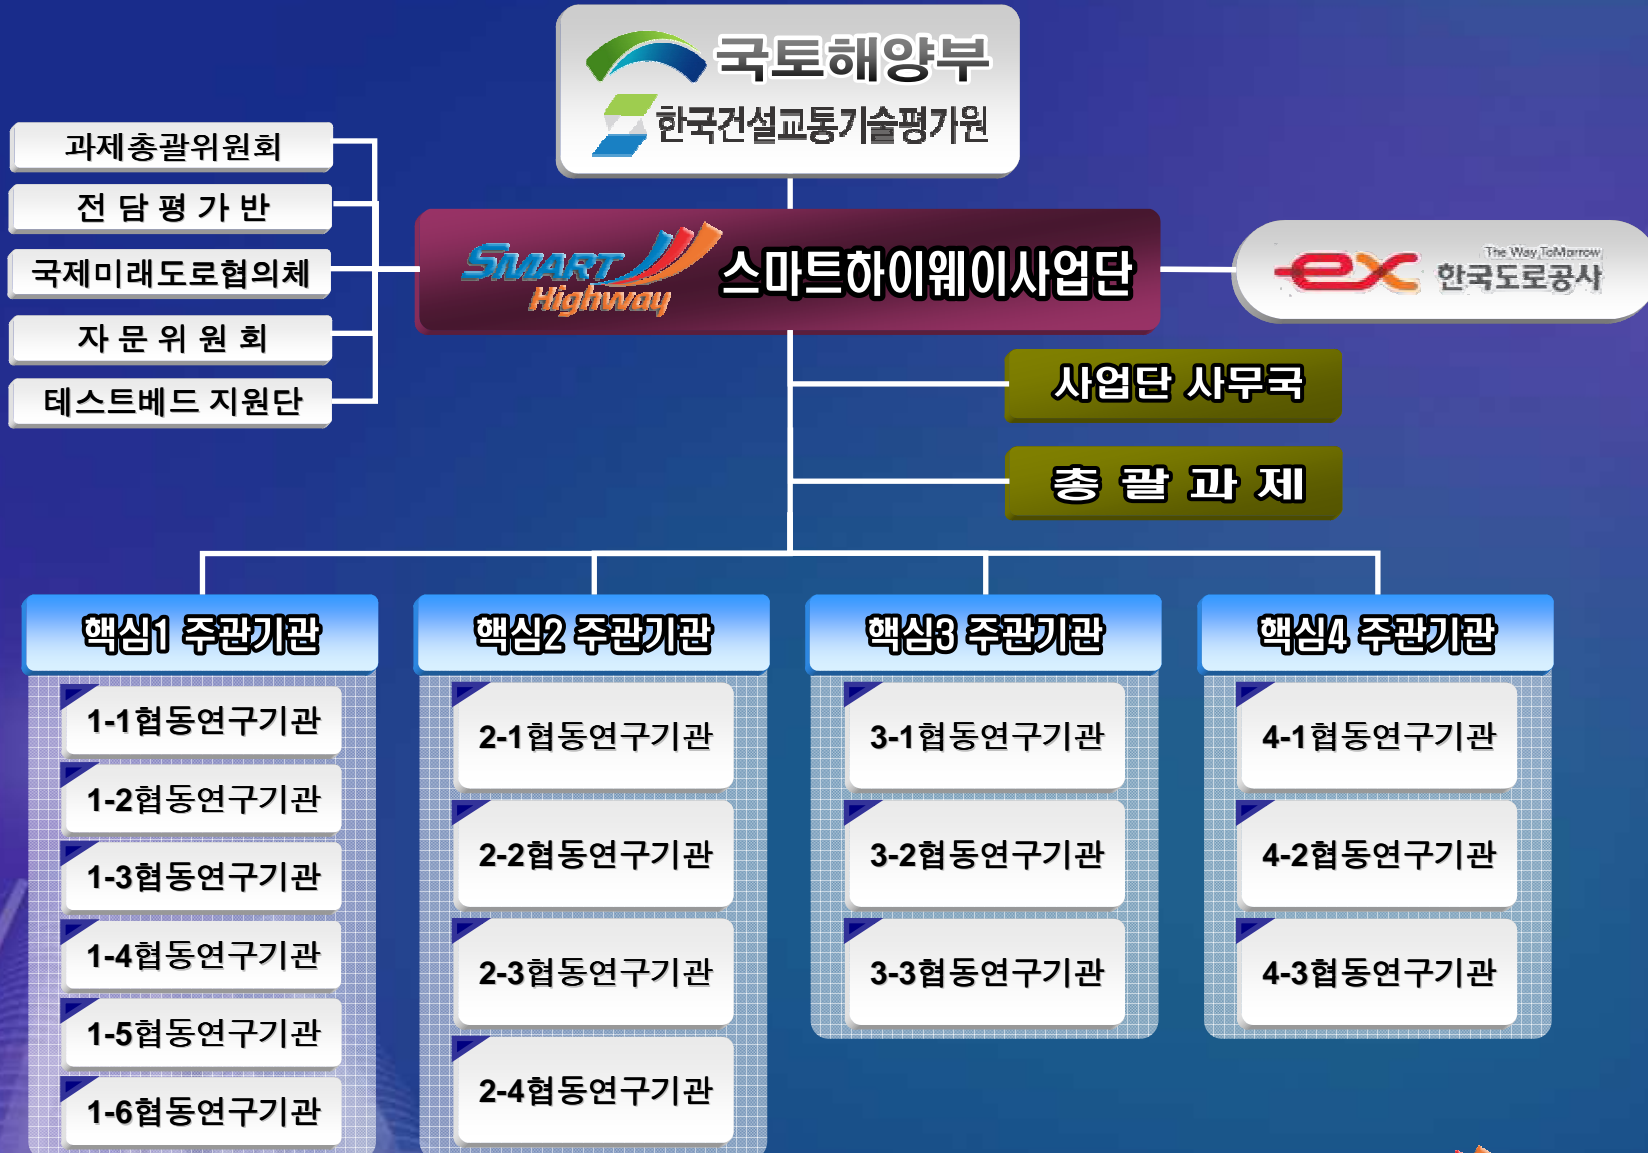 국토해양부
한국건설교통기술평가원
과제총괄위원회
전 담 평 가 반
국제미래도로협의체
자 문 위 원 회
테스트베드 지원단
SMART Highway
스마트하이웨이사업단
ex
The Way ToMorrow
한국도로공사
사업단 사무국
총 괄 과 제
핵심1 주관기관
1-1협동연구기관
1-2협동연구기관
1-3협동연구기관
1-4협동연구기관
1-5협동연구기관
1-6협동연구기관
핵심2 주관기관
2-1협동연구기관
2-2협동연구기관
2-3협동연구기관
2-4협동연구기관
핵심3 주관기관
3-1협동연구기관
3-2협동연구기관
3-3협동연구기관
핵심4 주관기관
4-1협동연구기관
4-2협동연구기관
4-3협동연구기관